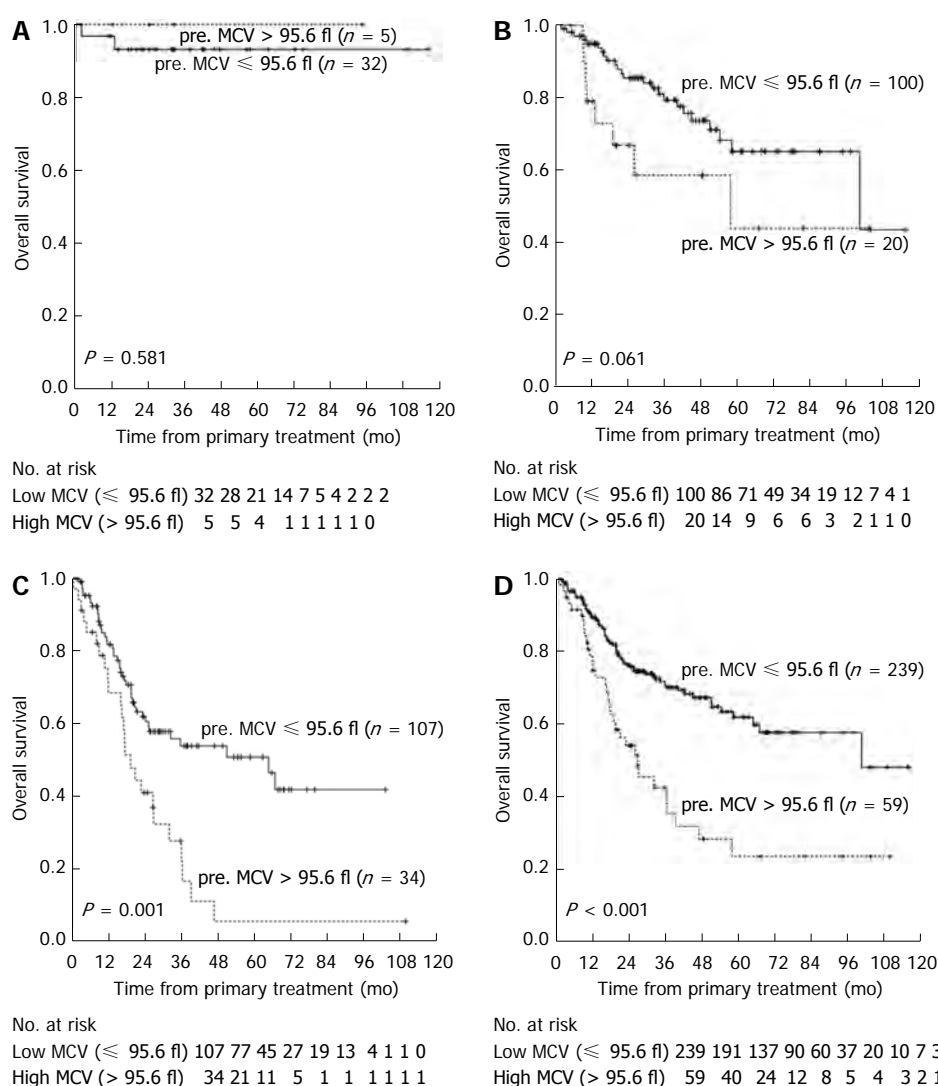 A
1.0
0.8
0.6
0.4
0.2
0.0
Overall survival
pre. MCV > 95.6 fl (n = 5)
pre. MCV ≤ 95.6 fl (n = 32)
P = 0.581
0 12 24 36 48 60 72 84 96 108 120
Time from primary treatment (mo)
No. at risk
Low MCV (≤ 95.6 fl) 32 28 21 14 7 5 4 2 2 2
High MCV (> 95.6 fl) 5 5 4 1 1 1 1 1 0
B
1.0
0.8
0.6
0.4
0.2
0.0
Overall survival
pre. MCV ≤ 95.6 fl (n = 100)
pre. MCV > 95.6 fl (n = 20)
P = 0.061
0 12 24 36 48 60 72 84 96 108 120
Time from primary treatment (mo)
No. at risk
Low MCV (≤ 95.6 fl) 100 86 71 49 34 19 12 7 4 1
High MCV (> 95.6 fl) 20 14 9 6 6 3 2 1 1 0
C
1.0
0.8
0.6
0.4
0.2
0.0
Overall survival
pre. MCV ≤ 95.6 fl (n = 107)
pre. MCV > 95.6 fl (n = 34)
P = 0.001
0 12 24 36 48 60 72 84 96 108 120
Time from primary treatment (mo)
No. at risk
Low MCV (≤ 95.6 fl) 107 77 45 27 19 13 4 1 1 0
High MCV (> 95.6 fl) 34 21 11 5 1 1 1 1 1 1
D
1.0
0.8
0.6
0.4
0.2
0.0
Overall survival
pre. MCV ≤ 95.6 fl (n = 239)
pre. MCV > 95.6 fl (n = 59)
P < 0.001
0 12 24 36 48 60 72 84 96 108 120
Time from primary treatment (mo)
No. at risk
Low MCV (≤ 95.6 fl) 239 191 137 90 60 37 20 10 7 3
High MCV (> 95.6 fl) 59 40 24 12 8 5 4 3 2 1